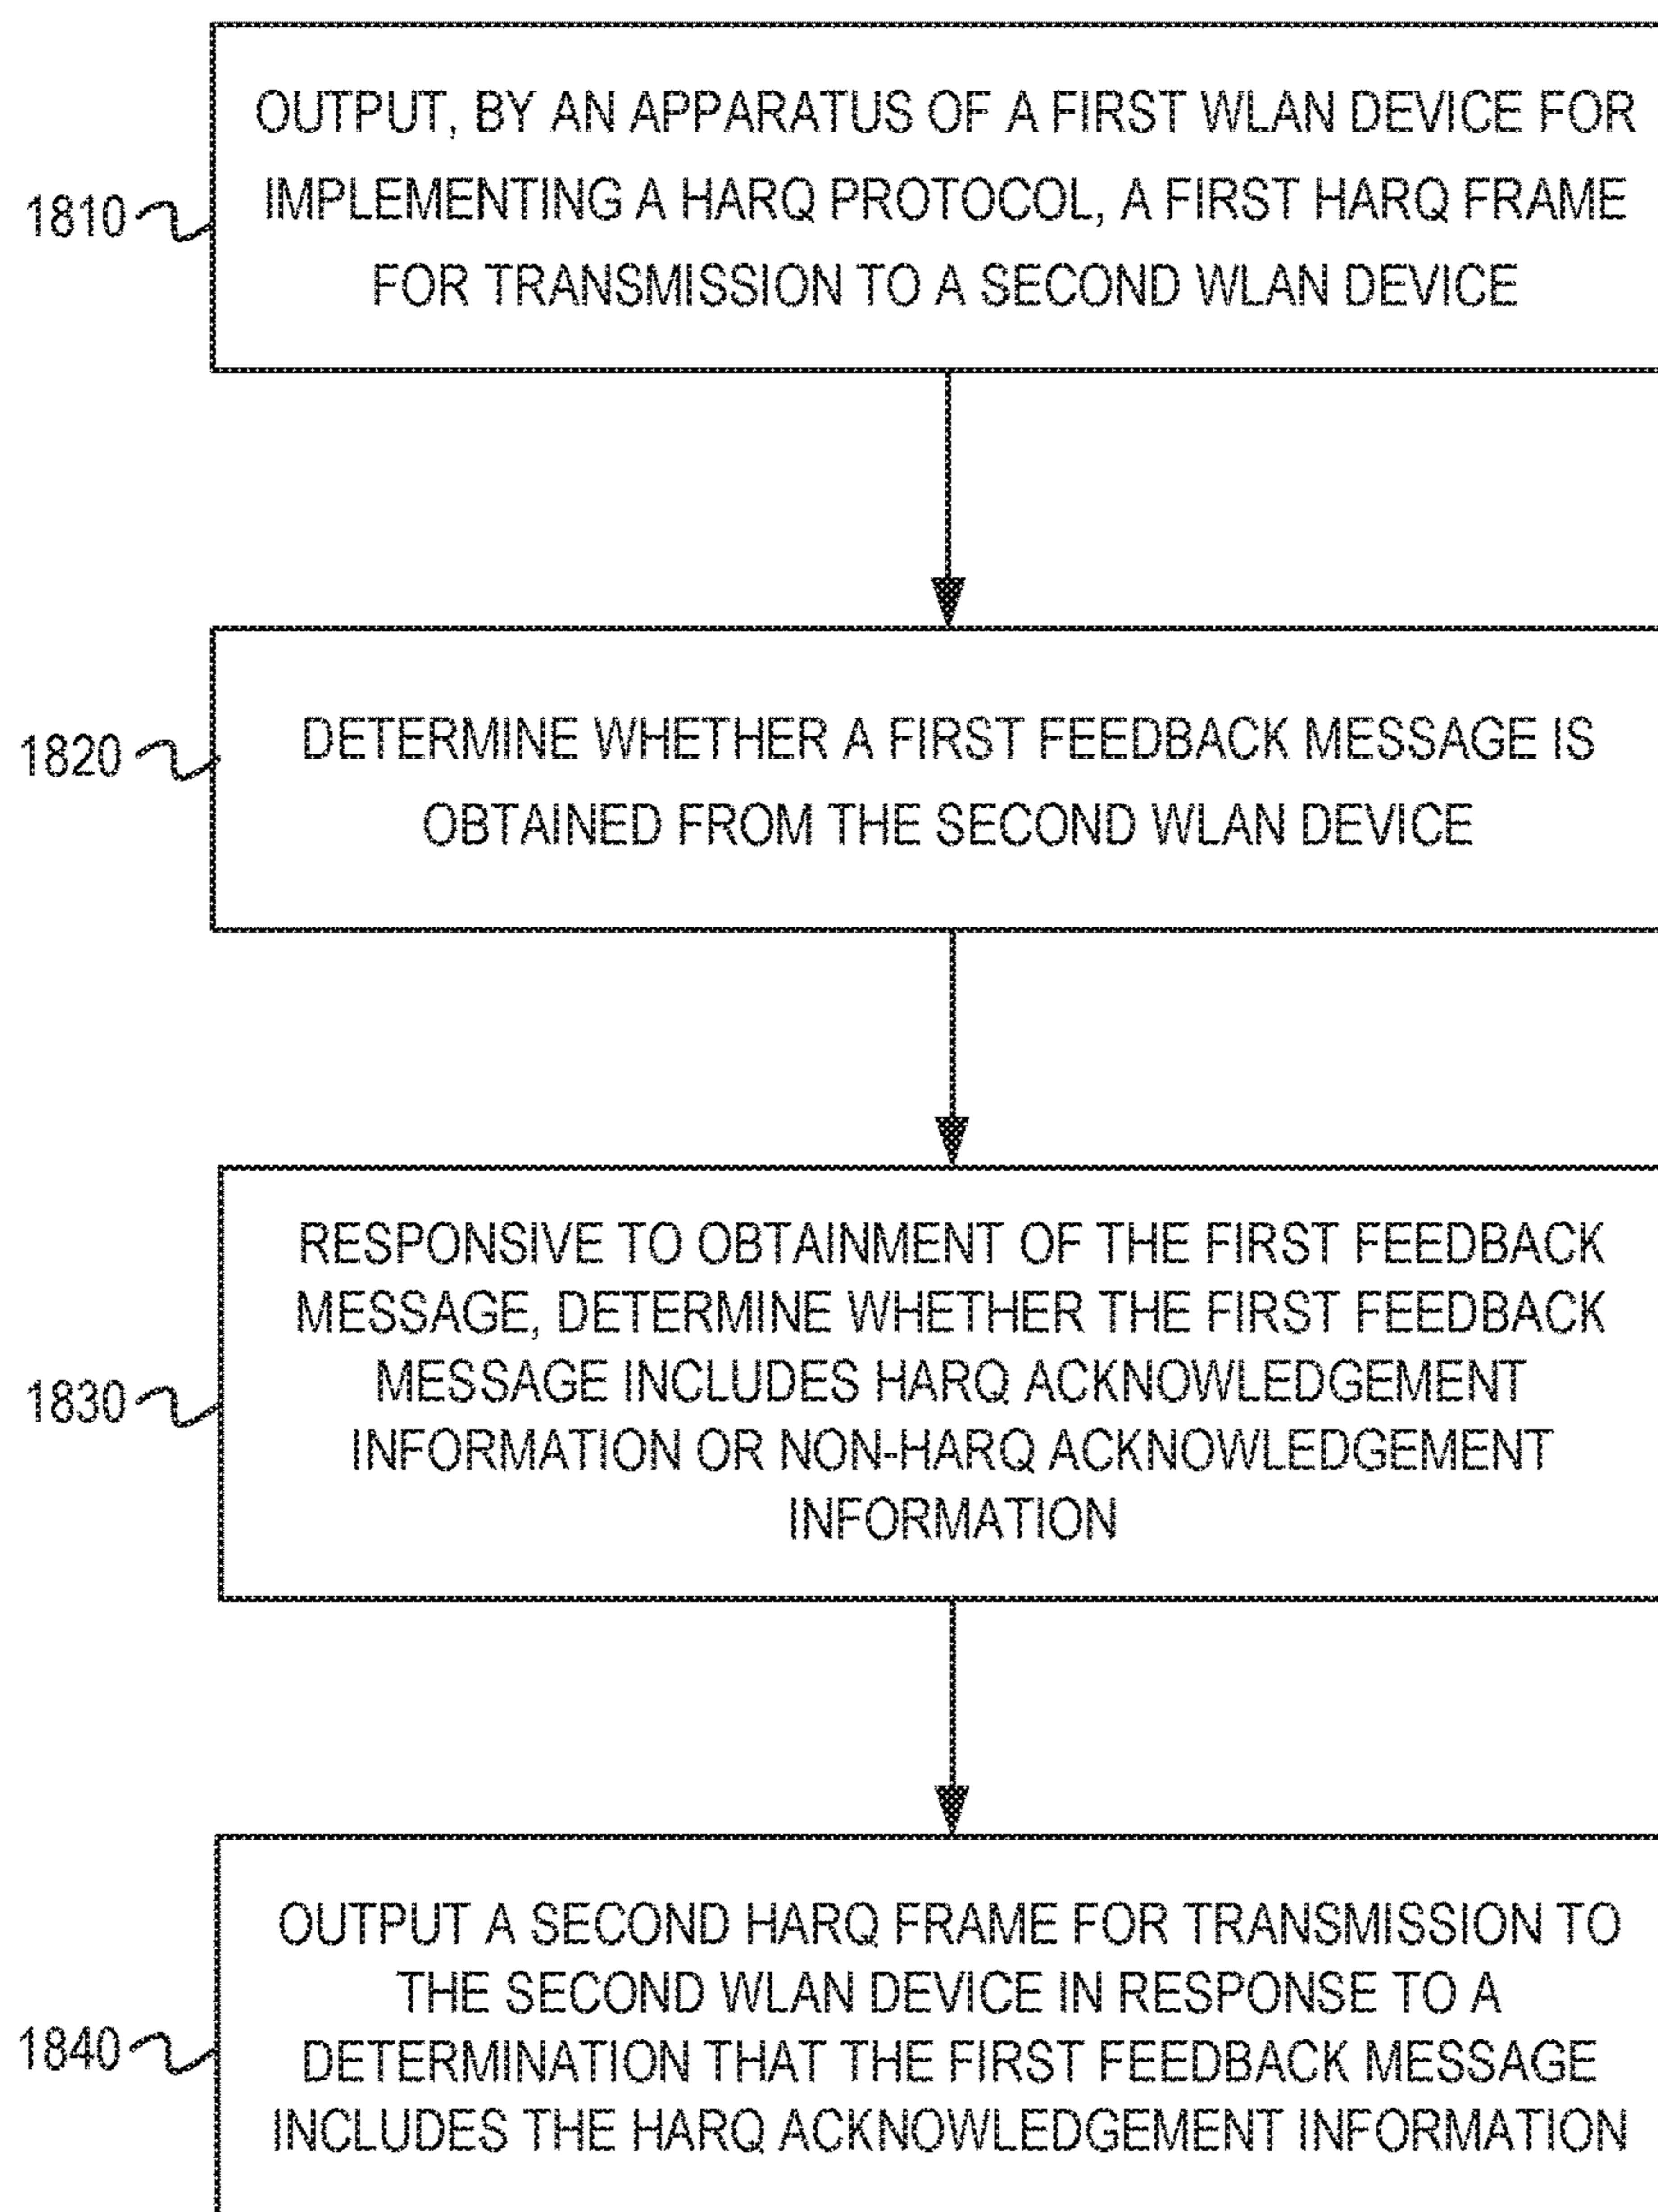 OUTPUT, BY AN APPARATUS OF A FIRST WLAN DEVICE FOR
IMPLEMENTING A HARQ PROTOCOL, A FIRST HARQ FRAME
FOR TRANSMISSION TO A SECOND WLAN DEVICE
1810
DETERMINE WHETHER A FIRST FEEDBACK MESSAGE IS
OBTAINED FROM THE SECOND WLAN DEVICE
1820
RESPONSIVE TO OBTAINMENT OF THE FIRST FEEDBACK
MESSAGE, DETERMINE WHETHER THE FIRST FEEDBACK
MESSAGE INCLUDES HARQ ACKNOWLEDGEMENT
INFORMATION OR NON-HARQ ACKNOWLEDGEMENT
INFORMATION
1830
OUTPUT A SECOND HARQ FRAME FOR TRANSMISSION TO
THE SECOND WLAN DEVICE IN RESPONSE TO A
DETERMINATION THAT THE FIRST FEEDBACK MESSAGE
INCLUDES THE HARQ ACKNOWLEDGEMENT INFORMATION
1840